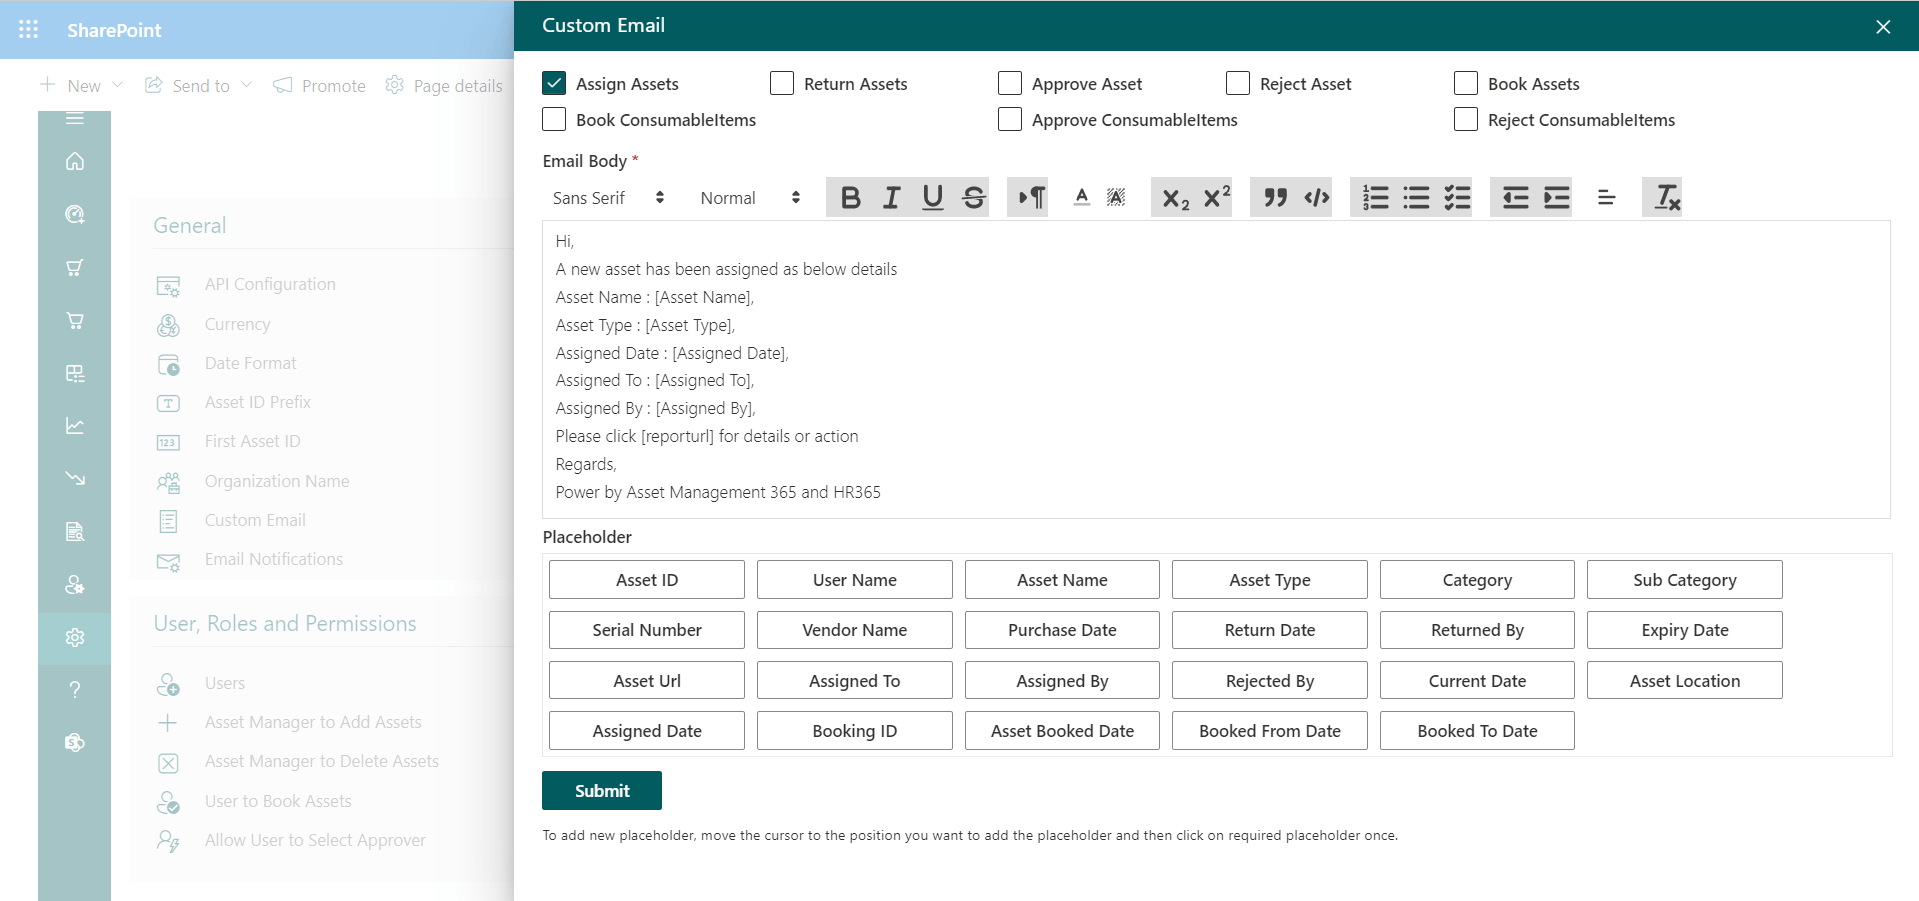 SharePoint
New
Send to
Promote
Page details
General
API Configuration
Currency
Date Format
Asset ID Prefix
First Asset ID
Organization Name
Custom Email
Email Notifications
User, Roles and Permissions
Users
Asset Manager to Add Assets
Asset Manager to Delete Assets
User to Book Assets
Allow User to Select Approver
Custom Email
Assign Assets Return Assets Approve Asset Reject Asset Book Assets
Book ConsumableItems Approve ConsumableItems Reject ConsumableItems
Email Body *
Sans Serif Normal
Hi,
A new asset has been assigned as below details
Asset Name : [Asset Name],
Asset Type : [Asset Type],
Assigned Date : [Assigned Date],
Assigned To : [Assigned To],
Assigned By : [Assigned By],
Please click [reporturl] for details or action
Regards,
Power by Asset Management 365 and HR365
Placeholder
Asset ID User Name Asset Name Asset Type Category Sub Category
Serial Number Vendor Name Purchase Date Return Date Returned By Expiry Date
Asset Url Assigned To Assigned By Rejected By Current Date Asset Location
Assigned Date Booking ID Asset Booked Date Booked From Date Booked To Date
Submit
To add new placeholder, move the cursor to the position you want to add the placeholder and then click on required placeholder once.